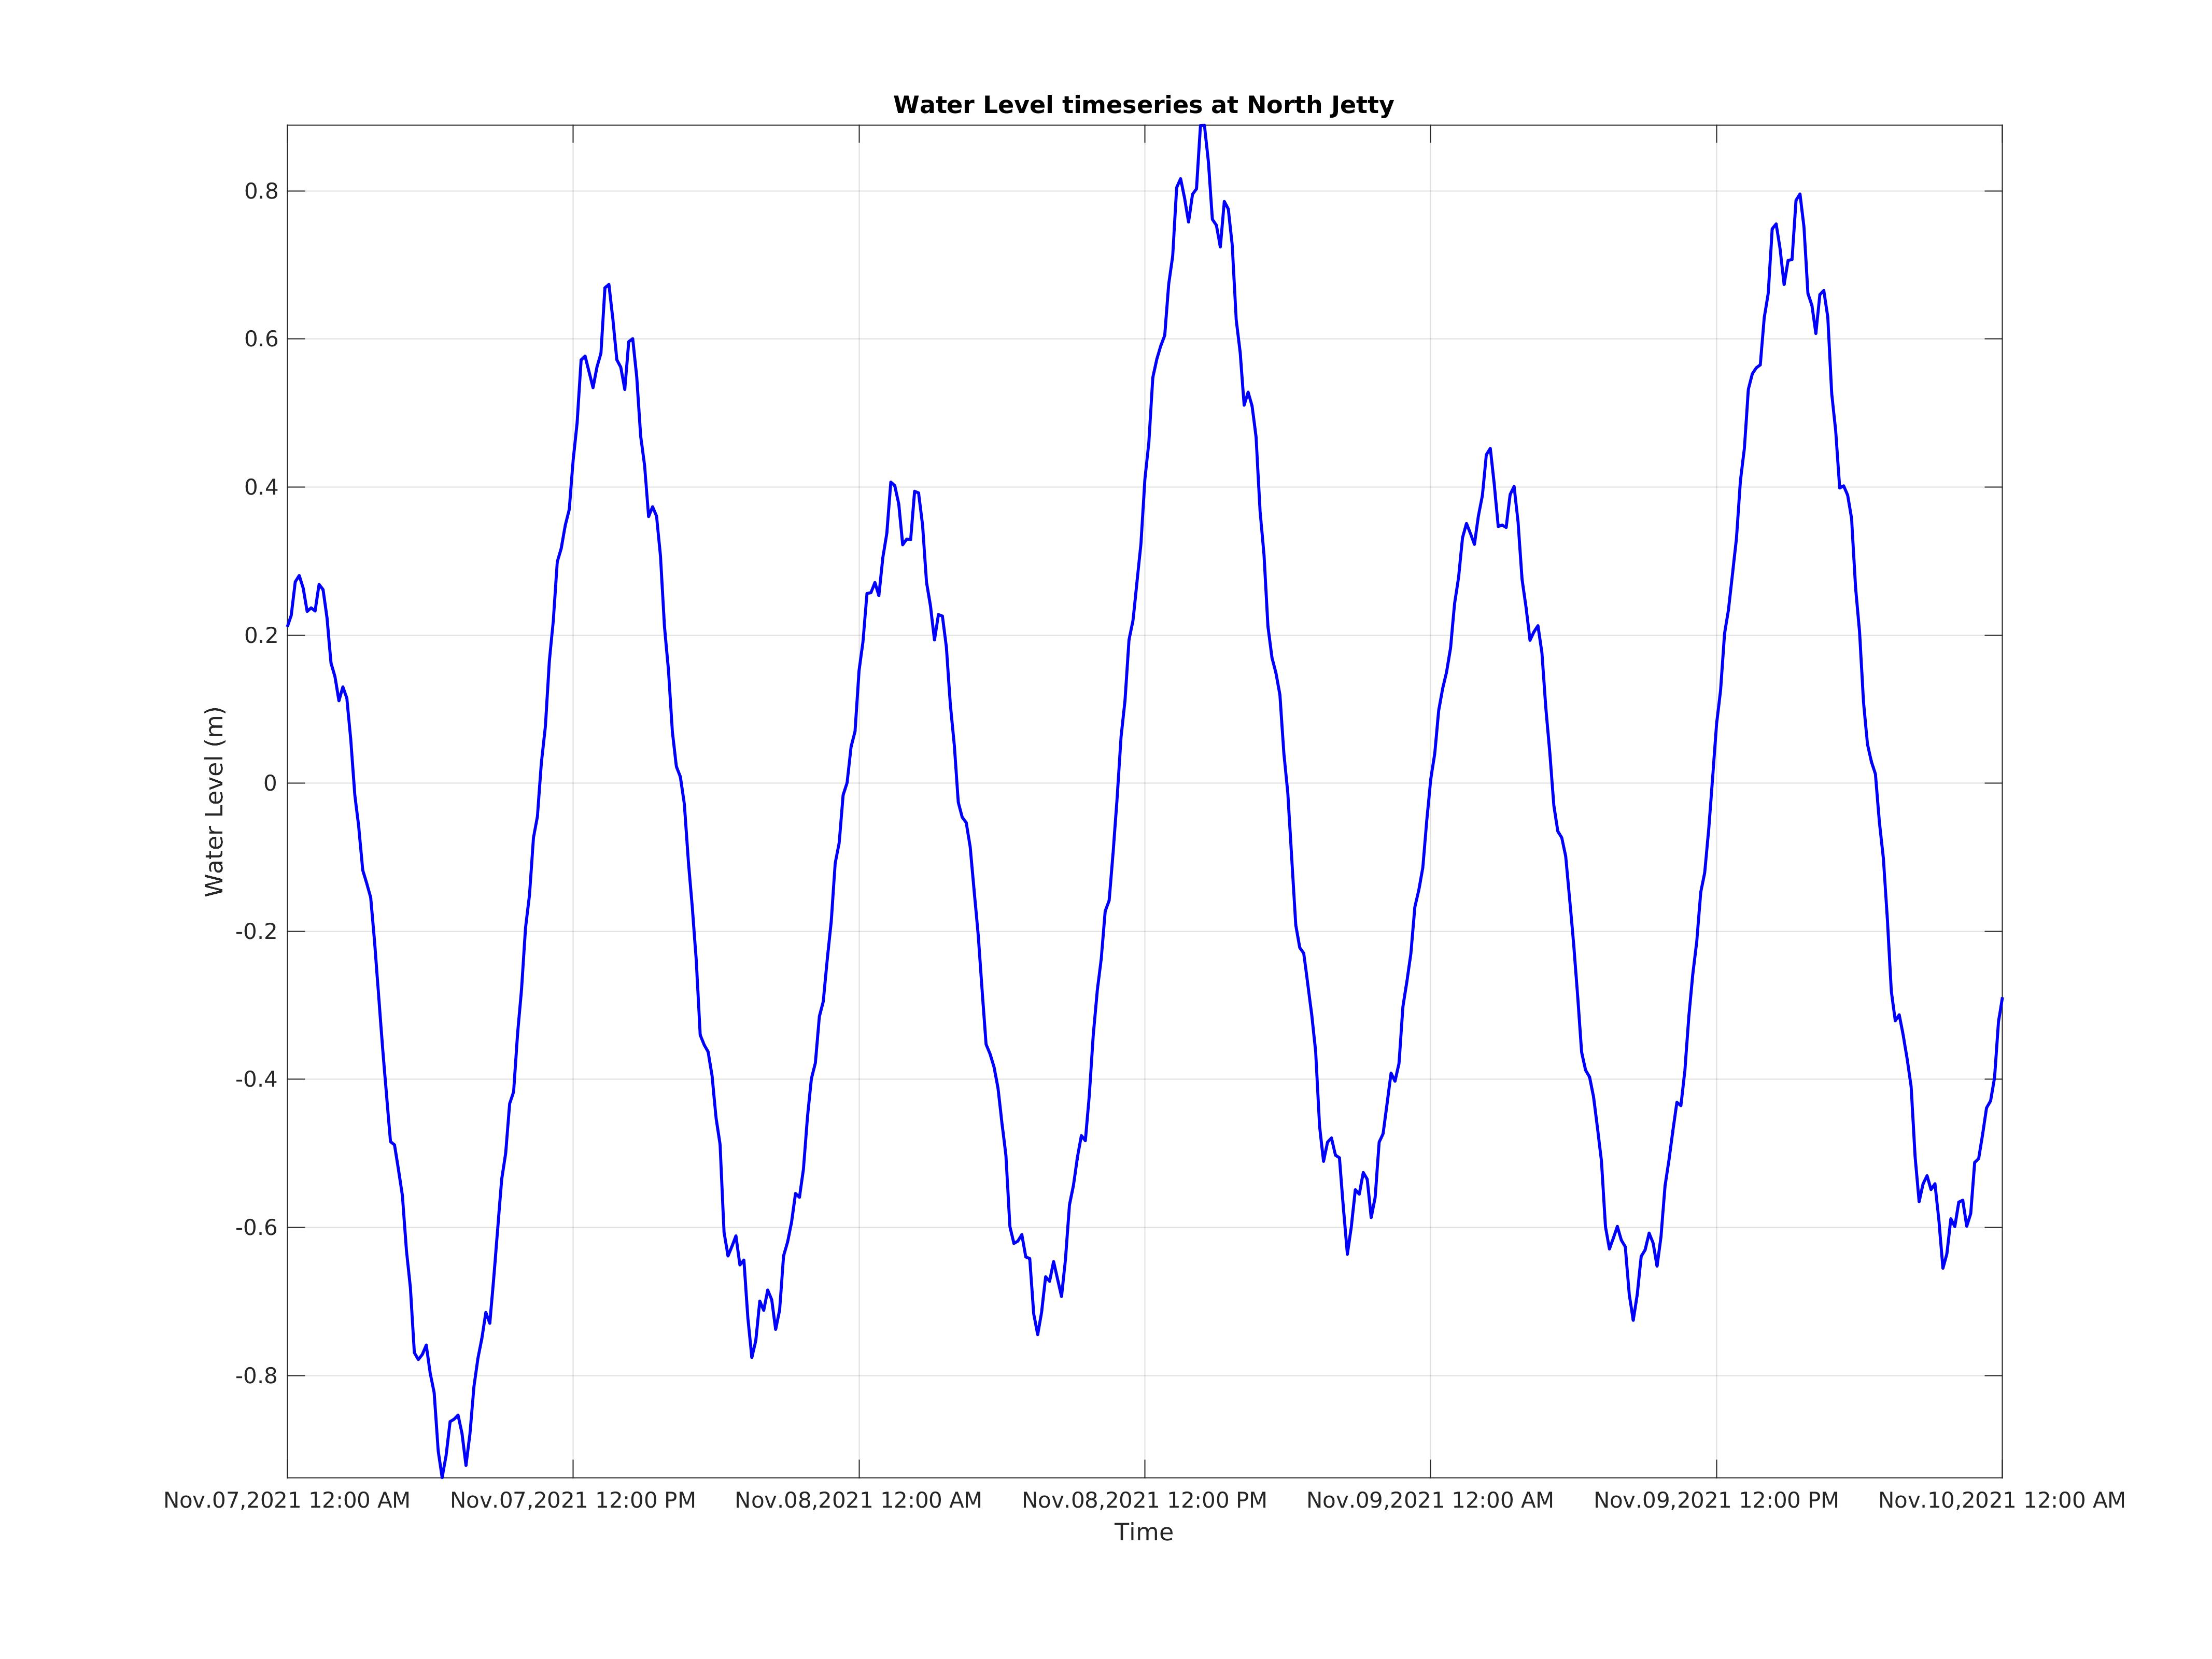 Water Level timeseries at North Jetty
0.8
0.6
0.4
0.2
0
-0.2
-0.4
-0.6
-0.8
Water Level (m)
Nov.07,2021 12:00 AM Nov.07,2021 12:00 PM Nov.08,2021 12:00 AM Nov.08,2021 12:00 PM Nov.09,2021 12:00 AM Nov.09,2021 12:00 PM Nov.10,2021 12:00 AM
Time